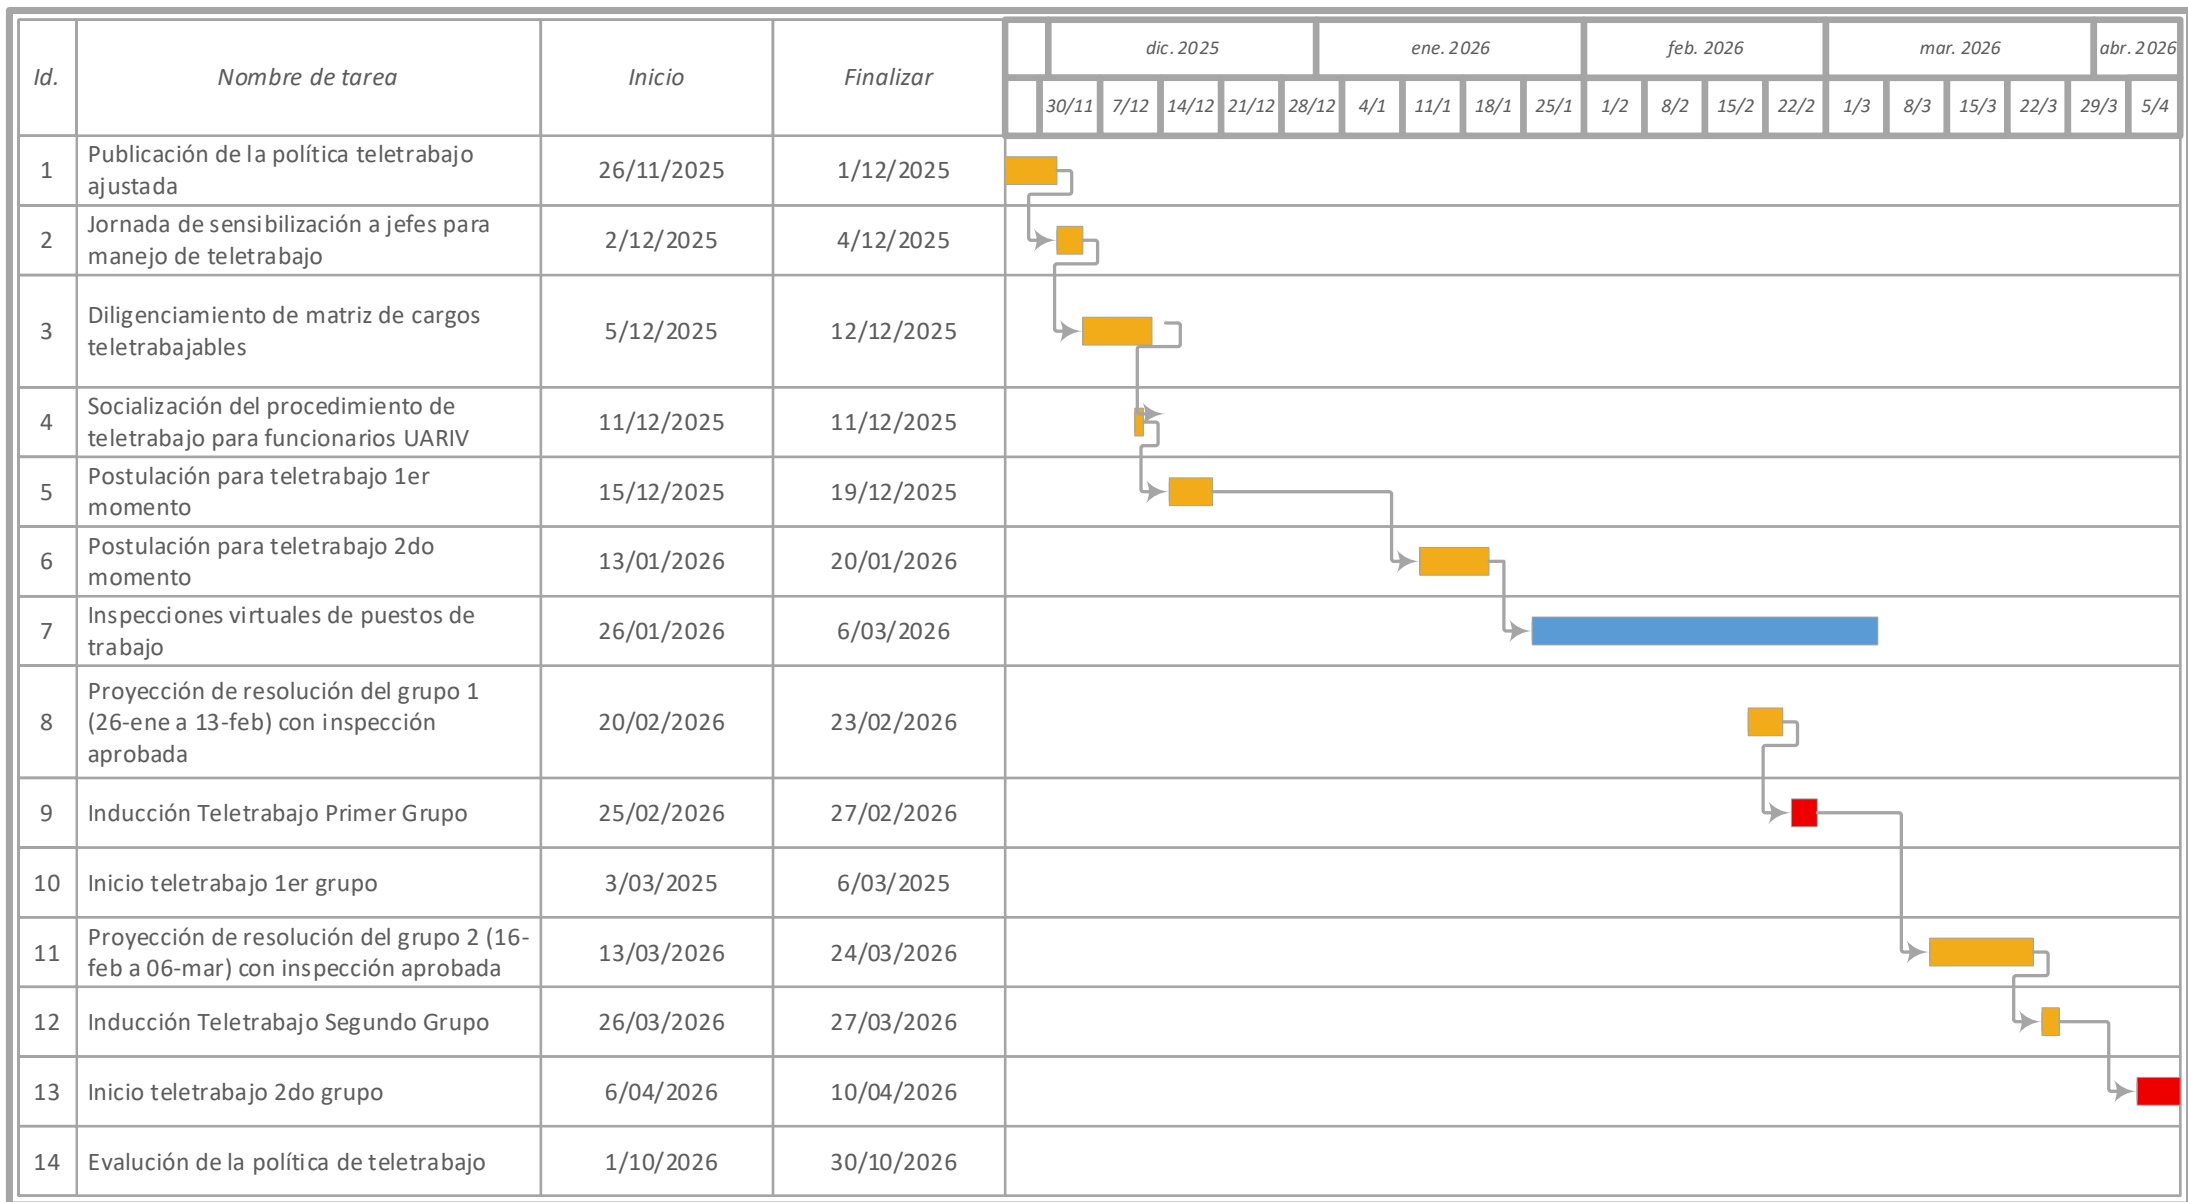 Id.
Nombre de tarea
Inicio
Finalizar
dic. 2025
ene. 2026
feb. 2026
mar. 2026
abr. 2026
30/11
7/12
14/12
21/12
28/12
4/1
11/1
18/1
25/1
1/2
8/2
15/2
22/2
1/3
8/3
15/3
22/3
29/3
5/4
1
Publicación de la política teletrabajo
ajustada
26/11/2025
1/12/2025
2
Jornada de sensibilización a jefes para
manejo de teletrabajo
2/12/2025
4/12/2025
3
Diligenciamiento de matriz de cargos
teletrabajables
5/12/2025
12/12/2025
4
Socialización del procedimiento de
teletrabajo para funcionarios UARIV
11/12/2025
11/12/2025
5
Postulación para teletrabajo 1er
momento
15/12/2025
19/12/2025
6
Postulación para teletrabajo 2do
momento
13/01/2026
20/01/2026
7
Inspecciones virtuales de puestos de
trabajo
26/01/2026
6/03/2026
8
Proyección de resolución del grupo 1
(26-ene a 13-feb) con inspección
aprobada
20/02/2026
23/02/2026
9
Inducción Teletrabajo Primer Grupo
25/02/2026
27/02/2026
10
Inicio teletrabajo 1er grupo
3/03/2025
6/03/2025
11
Proyección de resolución del grupo 2 (16-
feb a 06-mar) con inspección aprobada
13/03/2026
24/03/2026
12
Inducción Teletrabajo Segundo Grupo
26/03/2026
27/03/2026
13
Inicio teletrabajo 2do grupo
6/04/2026
10/04/2026
14
Evalución de la política de teletrabajo
1/10/2026
30/10/2026